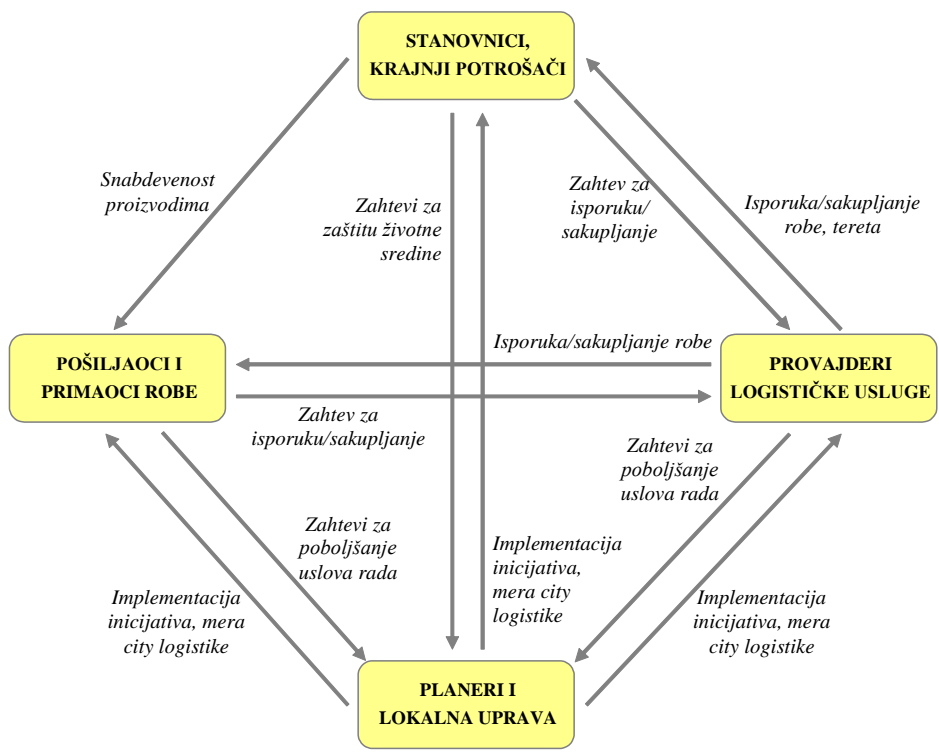 STANOVNICI,
KRAJNJI POTROŠAČI
Snabdevenost
proizvodima
Zahtevi za
zaštitu životne
sredine
Zahtev za
isporuku/
sakupljanje
Isporuka/sakupljanje
robe, tereta
POŠILJAOCI I
PRIMAOCI ROBE
Isporuka/sakupljanje robe
PROVAJDERI
LOGISTIČKE USLUGE
Zahtev za
isporuku/sakupljanje
Zahtevi za
poboljšanje
uslova rada
Zahtevi za
poboljšanje
uslova rada
Implementacija
inicijativa,
mera city
logistike
Implementacija
inicijativa, mera
city logistike
Implementacija
inicijativa, mera
city logistike
PLANERI I
LOKALNA UPRAVA